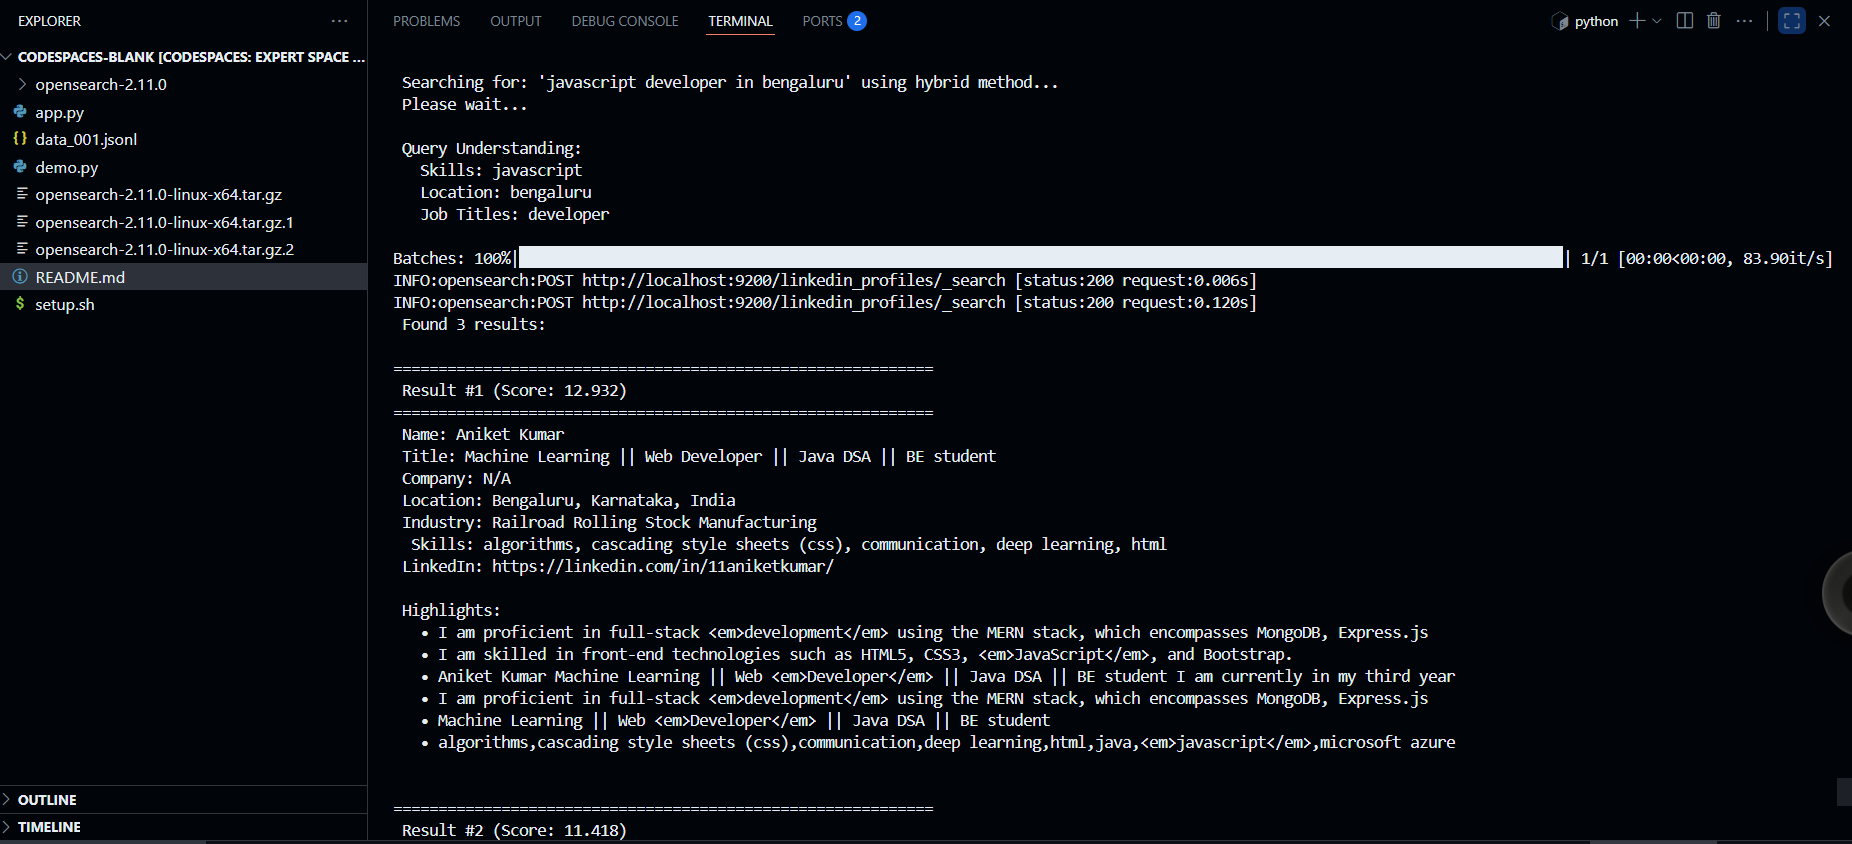 EXPLORER
CODESPACES-BLANK [CODESPACES: EXPERT SPACE ...
opensearch-2.11.0
app.py
data_001.jsonl
demo.py
opensearch-2.11.0-linux-x64.tar.gz
opensearch-2.11.0-linux-x64.tar.gz.1
opensearch-2.11.0-linux-x64.tar.gz.2
README.md
setup.sh
OUTLINE
TIMELINE
PROBLEMS OUTPUT DEBUG CONSOLE TERMINAL PORTS 2
python
Searching for: 'javascript developer in bengaluru' using hybrid method...
Please wait...
Query Understanding:
Skills: javascript
Location: bengaluru
Job Titles: developer
Batches: 100%| | 1/1 [00:00<00:00, 83.90it/s]
INFO:opensearch:POST http://localhost:9200/linkedin_profiles/_search [status:200 request:0.006s]
INFO:opensearch:POST http://localhost:9200/linkedin_profiles/_search [status:200 request:0.120s]
Found 3 results:
============================================================
Result #1 (Score: 12.932)
============================================================
Name: Aniket Kumar
Title: Machine Learning || Web Developer || Java DSA || BE student
Company: N/A
Location: Bengaluru, Karnataka, India
Industry: Railroad Rolling Stock Manufacturing
Skills: algorithms, cascading style sheets (css), communication, deep learning, html
LinkedIn: https://linkedin.com/in/11aniketkumar/
Highlights:
• I am proficient in full-stack <em>development</em> using the MERN stack, which encompasses MongoDB, Express.js
• I am skilled in front-end technologies such as HTML5, CSS3, <em>JavaScript</em>, and Bootstrap.
• Aniket Kumar Machine Learning || Web <em>Developer</em> || Java DSA || BE student I am currently in my third year
• I am proficient in full-stack <em>development</em> using the MERN stack, which encompasses MongoDB, Express.js
• Machine Learning || Web <em>Developer</em> || Java DSA || BE student
• algorithms,cascading style sheets (css),communication,deep learning,html,java,<em>javascript</em>,microsoft azure
============================================================
Result #2 (Score: 11.418)